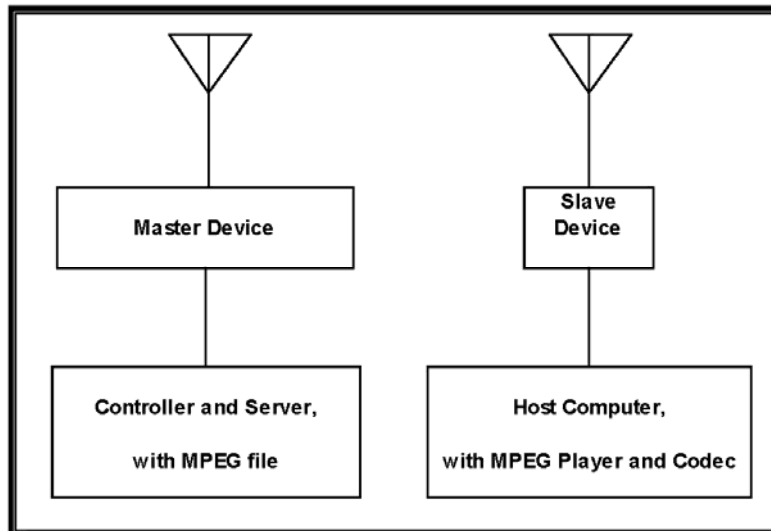 Master Device
Slave
Device
Controller and Server,
with MPEG file
Host Computer,
with MPEG Player and Codec